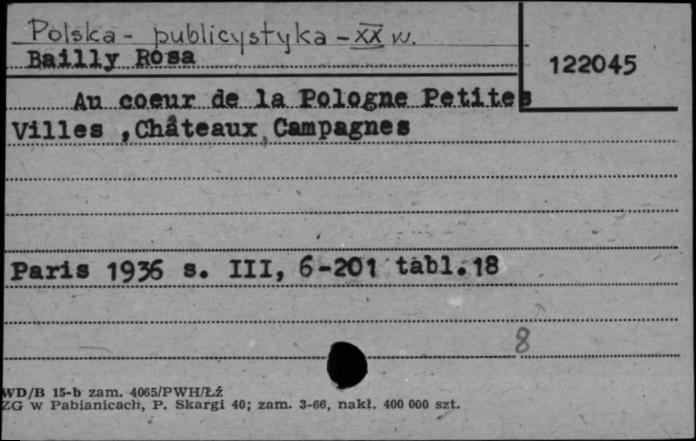 Polska - publicystyka - XX w.
Bailly Rosa
122045
Au coeur de la Pologne Petites
Villes ,Châteaux, Campagnes
Paris 1936 s. III, 6-201 tabl.18
8
WD/B 15-b zam. 4065/PWH/Łź
ZG w Pabianicach, P. Skargi 40; zam. 3-66, nakł. 400 000 szt.